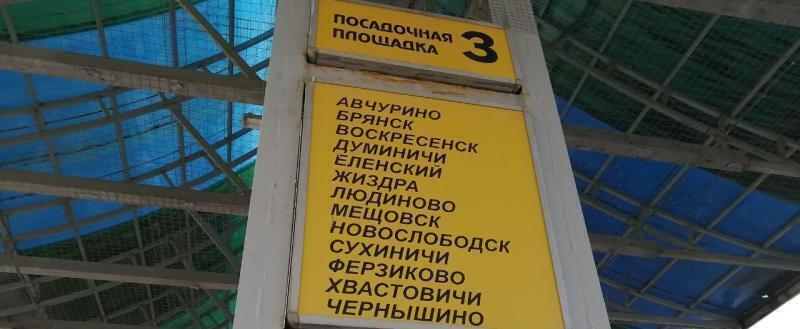 ПОСАДОЧНАЯ
ПЛОЩАДКА 3
АВЧУРИНО
БРЯНСК
ВОСКРЕСЕНСК
ДУМИНИЧИ
ЕЛЕНСКИЙ
ЖИЗДРА
ЛЮДИНОВО
МЕЩОВСК
НОВОСЛОБОДСК
СУХИНИЧИ
ФЕРЗИКОВО
ХВАСТОВИЧИ
ЧЕРНЫШИНО